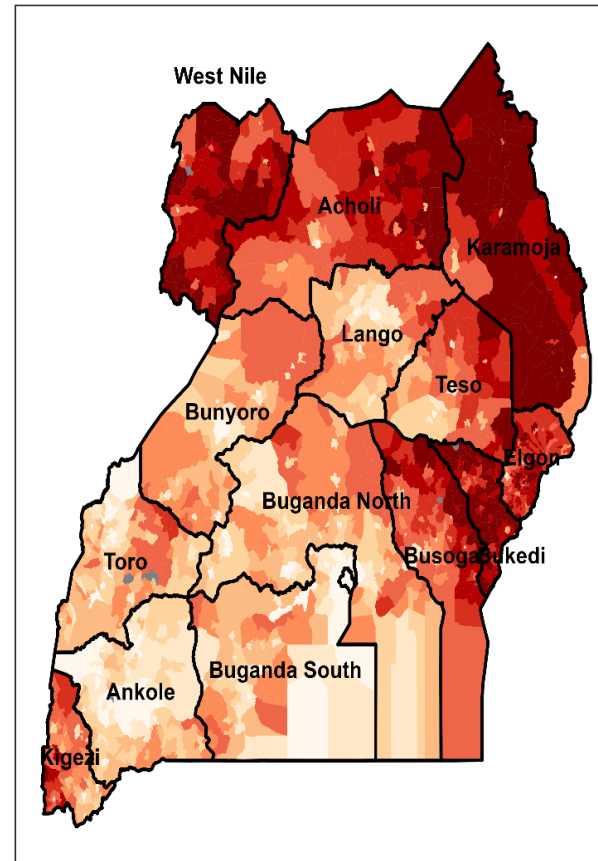 West Nile
Acholi
Karamoja
Lango
Teso
Bunyoro
Elgon
Buganda North
Toro
Busoga
Bukedi
Buganda South
Ankole
Kigezi